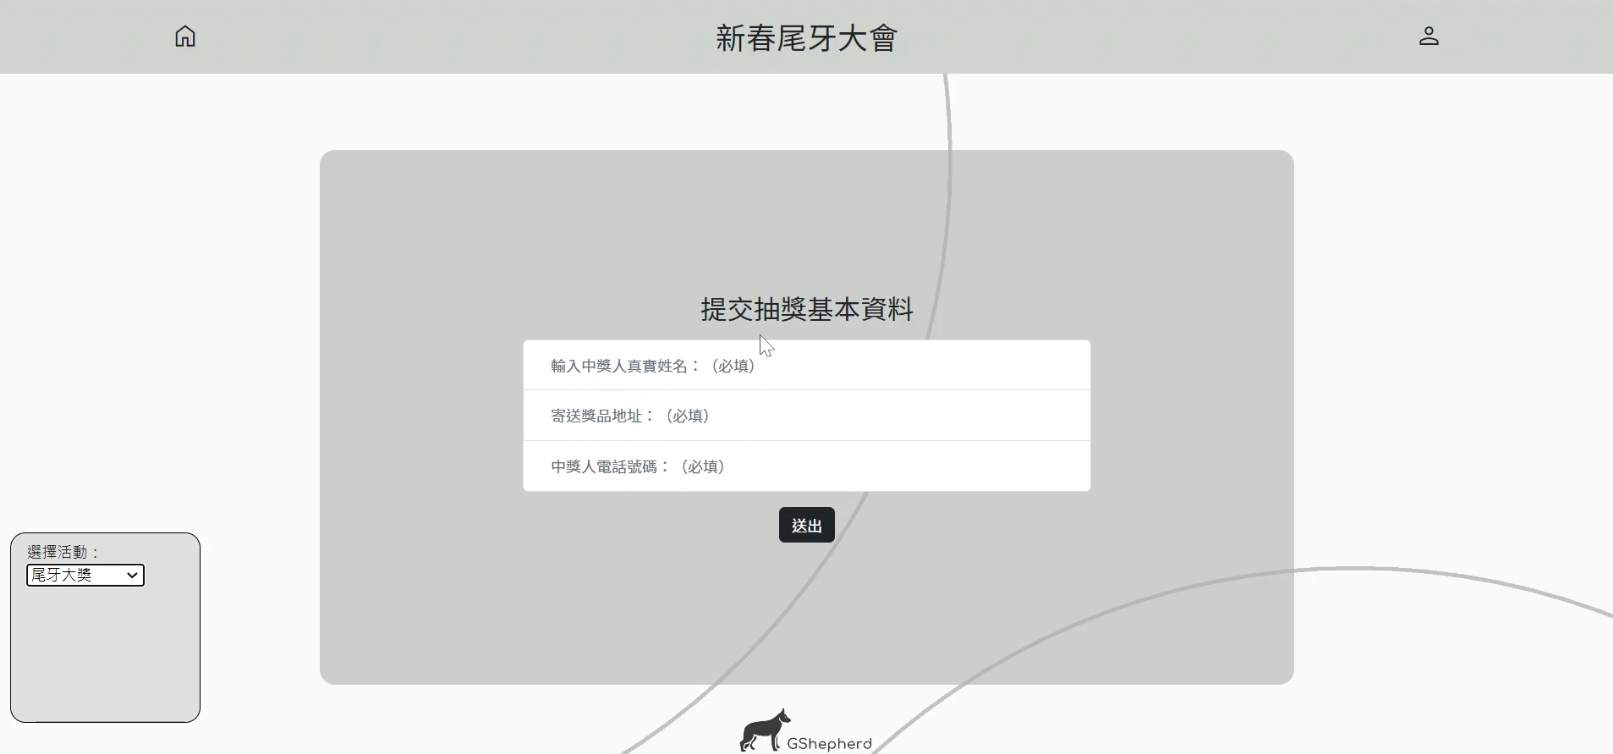 新春尾牙大會
提交抽獎基本資料
輸入中獎人真實姓名：（必填）
寄送獎品地址：（必填）
中獎人電話號碼：（必填）
送出
選擇活動：
尾牙大獎
GShepherd